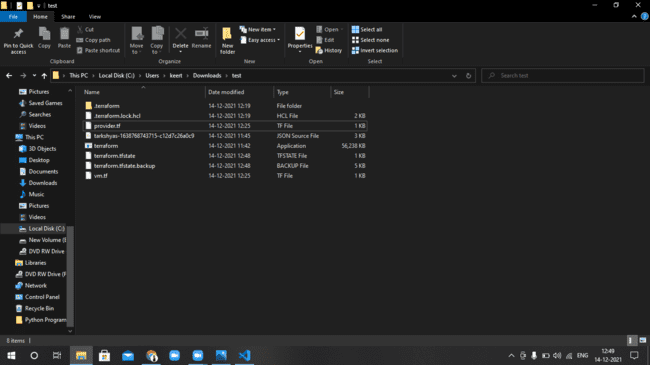 test
File
Home
Share
View
Pin to Quick access
Copy
Paste
Cut
Copy path
Paste shortcut
Clipboard
Move to
Copy to
Delete
Rename
Organize
New folder
New item
Easy access
New
Properties
Open
Edit
History
Open
Select all
Select none
Invert selection
Select
This PC > Local Disk (C:) > Users > keert > Downloads > test
Search test
Name Date modified Type Size
.terraform 14-12-2021 12:19 File folder
.terraform.lock.hcl 14-12-2021 12:19 HCL File 2 KB
provider.tf 14-12-2021 12:25 TF File 1 KB
14-12-2021 11:45 JSON Source File 3 KB
terraform 14-12-2021 11:42 Application 56,238 KB
terraform.tfstate 14-12-2021 12:48 TFSTATE File 1 KB
terraform.tfstate.backup 14-12-2021 12:48 BACKUP File 5 KB
vm.tf 14-12-2021 12:25 TF File 1 KB
Pictures
Saved Games
Searches
Videos
This PC
3D Objects
Desktop
Documents
Downloads
Music
Pictures
Videos
Local Disk (C:)
New Volume (
DVD RW Drive
Libraries
DVD RW Drive (
Network
Control Panel
Recycle Bin
Python Program
8 items
ENG
12:49
14-12-2021